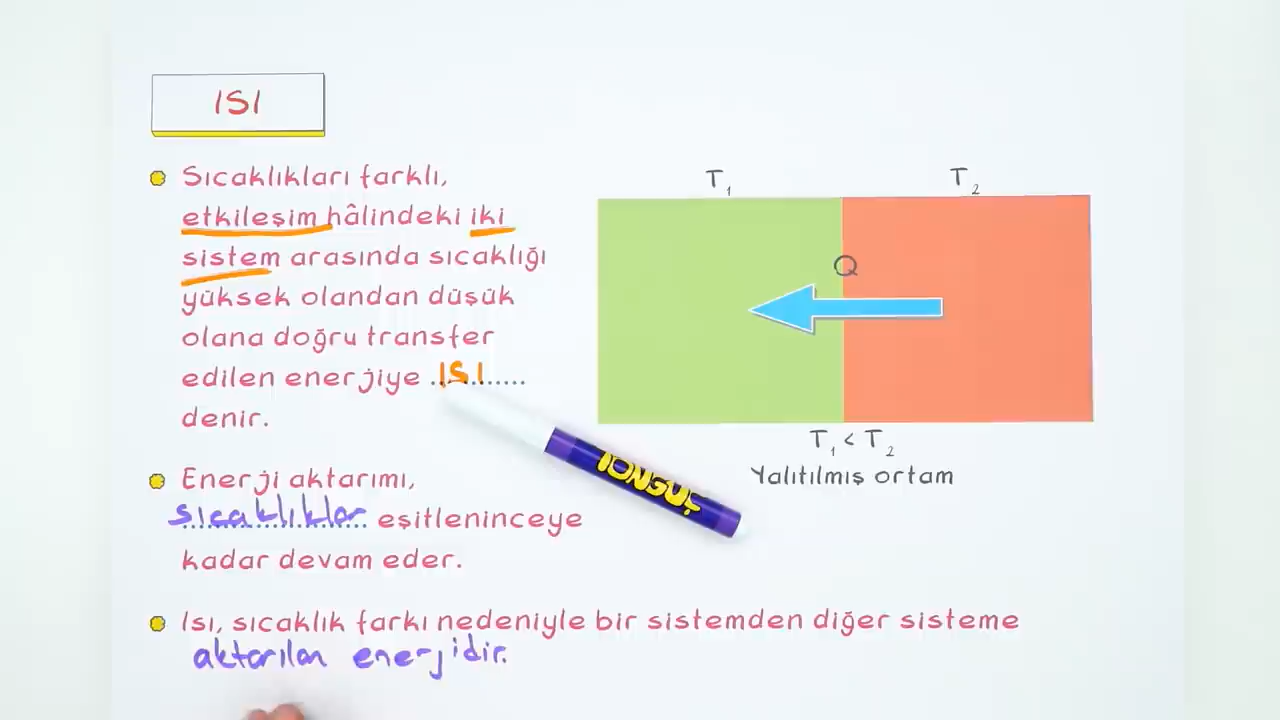 ISI
Sıcaklıkları farklı,
etkileşim hâlindeki iki
sistem arasında sıcaklığı
yüksek olandan düşük
olana doğru transfer
edilen enerjiye ..ISI......
denir.
Enerji aktarımı,
sıcaklıklar eşitleninceye
kadar devam eder.
Isı, sıcaklık farkı nedeniyle bir sistemden diğer sisteme
aktarılan enerjidir.
T1 T2
Q
T1 < T2
Yalıtılmış ortam
TONGUÇ